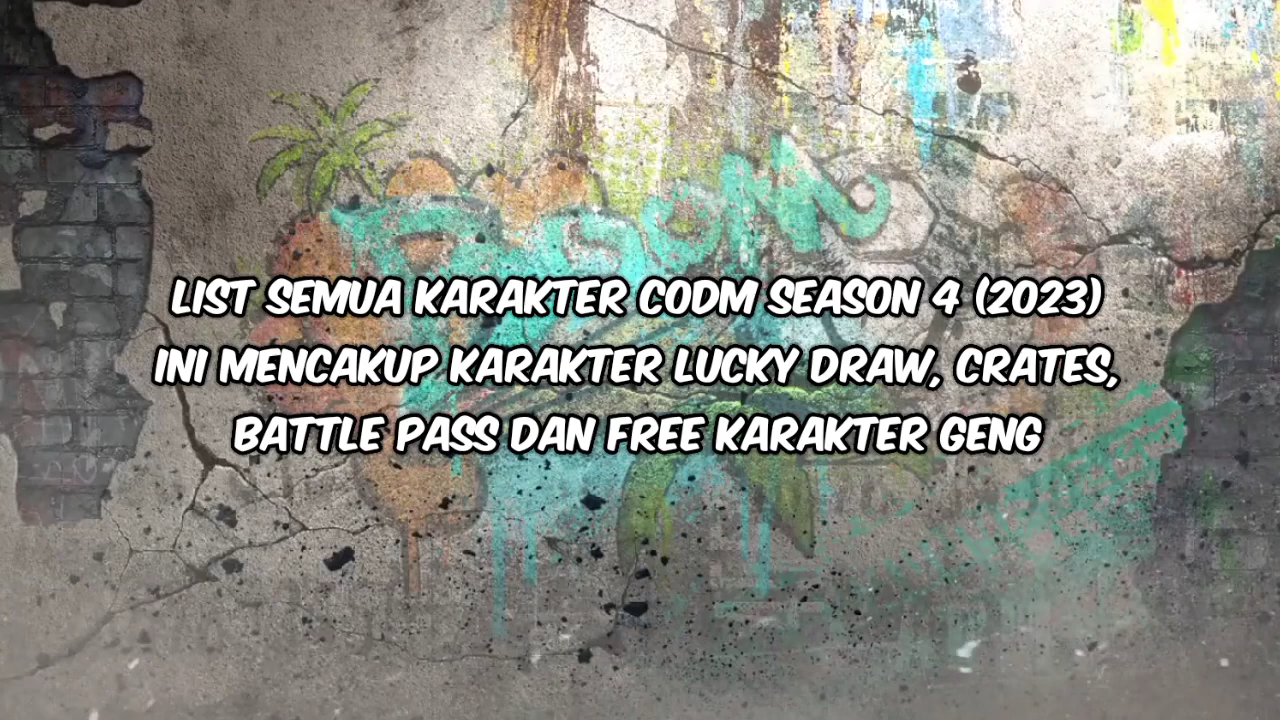 LIST SEMUA KARAKTER CODM SEASON 4 (2023)
INI MENCAKUP KARAKTER LUCKY DRAW, CRATES,
BATTLE PASS DAN FREE KARAKTER GENG